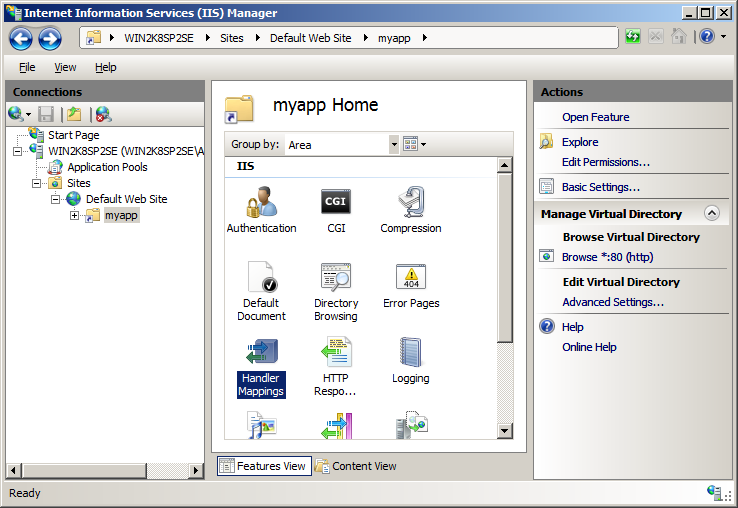 Internet Information Services (IIS) Manager
WIN2K8SP2SE
Sites
Default Web Site
myapp
File
View
Help
Connections
Start Page
WIN2K8SP2SE (WIN2K8SP2SE\A
Application Pools
Sites
Default Web Site
myapp
myapp Home
Group by:
Area
IIS
Authentication
CGI
CGI
Compression
Default
Document
Directory
Browsing
404
Error Pages
Handler
Mappings
HTTP
Respo...
Logging
Features View
Content View
Actions
Open Feature
Explore
Edit Permissions...
Basic Settings...
Manage Virtual Directory
Browse Virtual Directory
Browse *:80 (http)
Edit Virtual Directory
Advanced Settings...
Help
Online Help
Ready